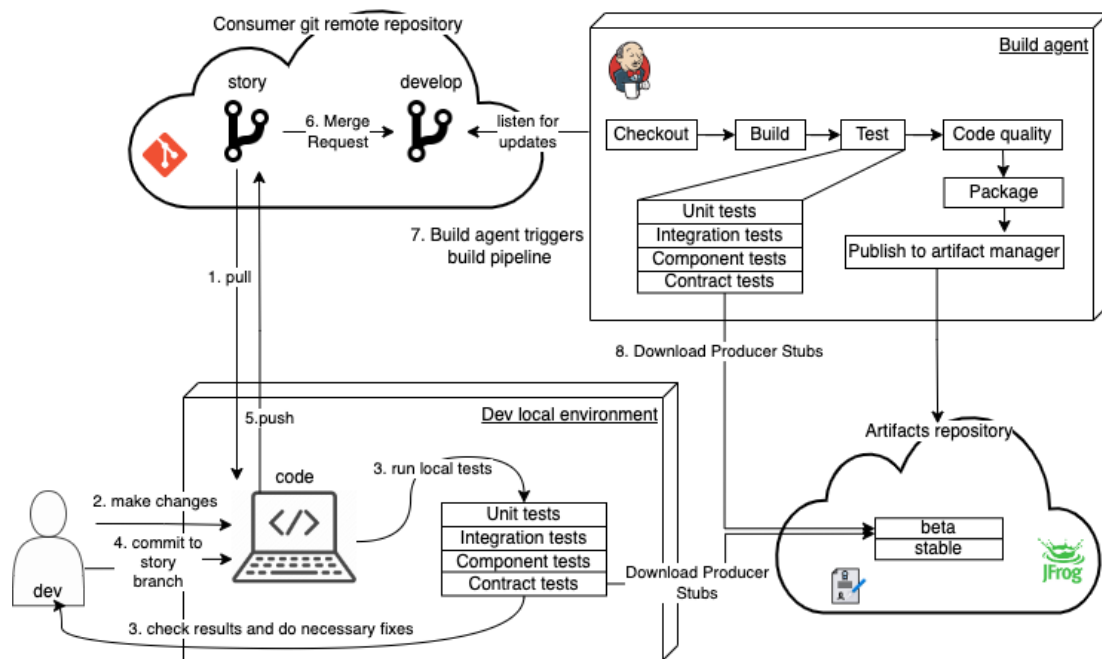 Consumer git remote repository
story
develop
6. Merge
Request
listen for
updates
Build agent
Checkout
Build
Test
Code quality
Package
Publish to artifact manager
Unit tests
Integration tests
Component tests
Contract tests
7. Build agent triggers
build pipeline
1. pull
5.push
8. Download Producer Stubs
Dev local environment
code
</>
3. run local tests
2. make changes
4. commit to
story
branch
dev
Unit tests
Integration tests
Component tests
Contract tests
3. check results and do necessary fixes
Download Producer
Stubs
Artifacts repository
beta
stable
JFrog